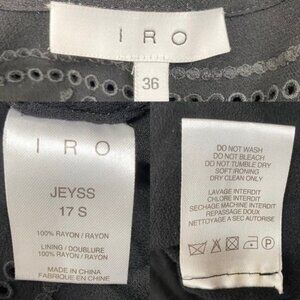 IRO
36
IRO
JEYSS
17 S
100% RAYON / RAYON
LINING / DOUBLURE
100% RAYON / RAYON
MADE IN CHINA
FABRIQUE EN CHINE
DO NOT WASH
DO NOT BLEACH
DO NOT TUMBLE DRY
SOFT IRONING
DRY CLEAN ONLY
LAVAGE INTERDIT
CHLORE INTERDIT
SECHAGE MACHINE INTERDIT
REPASSAGE DOUX
NETTOYAGE A SEC AUTORISE
P